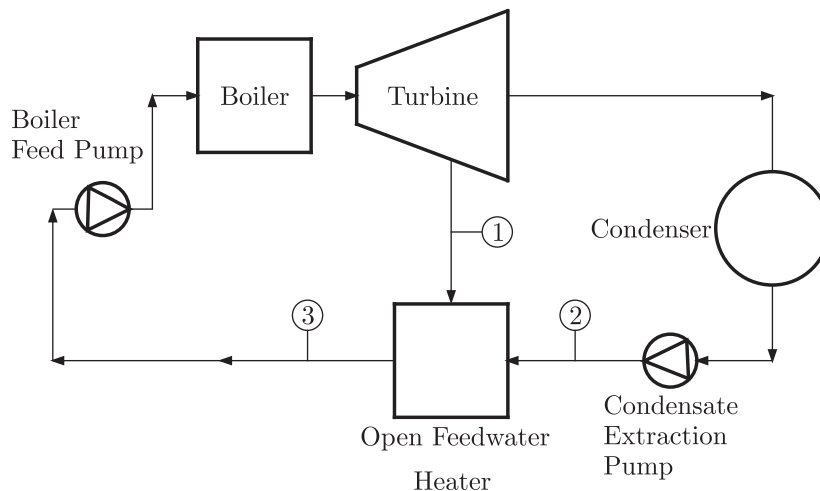 Boiler
Turbine
Boiler
Feed Pump
1
Condenser
3
2
Open Feedwater
Heater
Condensate
Extraction
Pump